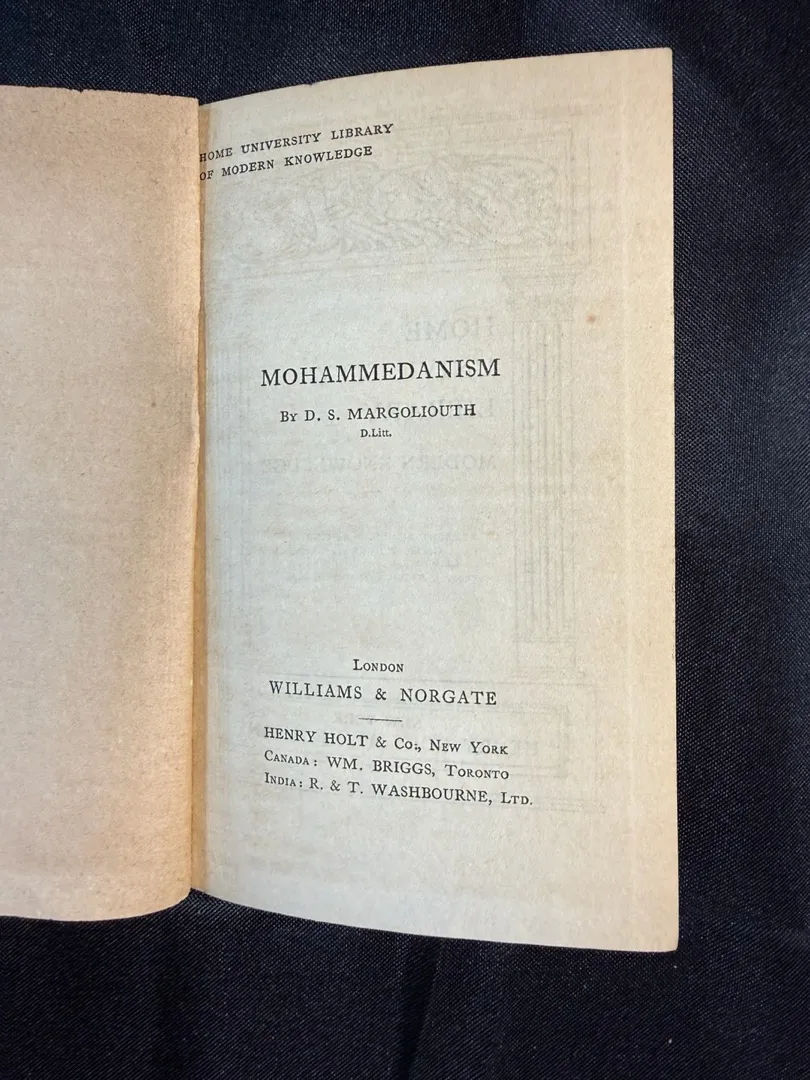 HOME UNIVERSITY LIBRARY
OF MODERN KNOWLEDGE
MOHAMMEDANISM
BY D. S. MARGOLIOUTH
D.Litt.
LONDON
WILLIAMS & NORGATE
HENRY HOLT & Co., NEW YORK
CANADA: WM. BRIGGS, TORONTO
INDIA: R. & T. WASHBOURNE, LTD.